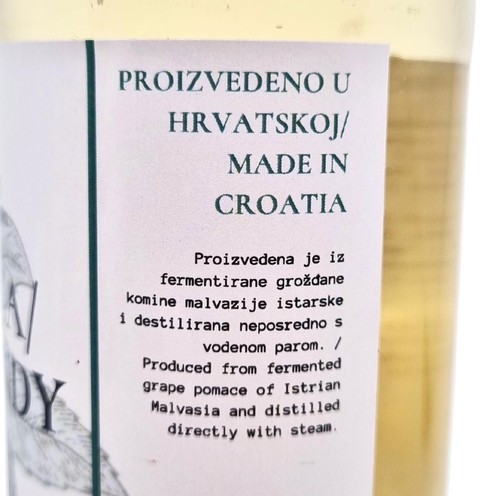 PROIZVEDENO U
HRVATSKOJ/
MADE IN
CROATIA
Proizvedena je iz
fermentirane grožđane
komine malvazije istarske
i destilirana neposredno s
vodenom parom. /
Produced from fermented
grape pomace of Istrian
Malvasia and distilled
directly with steam.
A/
DY